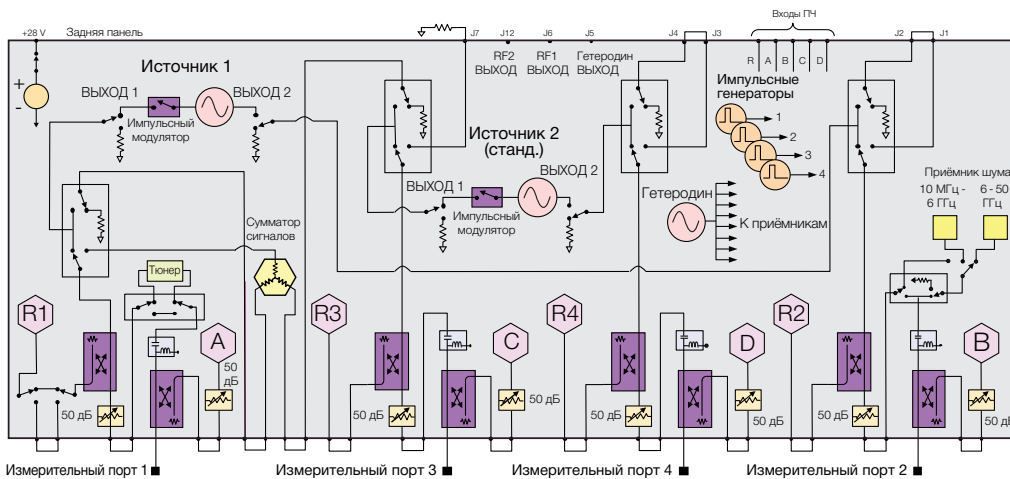 Входы ПЧ
+28 V
Задняя панель
J7
J12
J6
J5
J4
J3
J2
J1
RF2
ВЫХОД
RF1
ВЫХОД
Гетеродин
ВЫХОД
R
A
B
C
D
Источник 1
Импульсные
генераторы
+
-
ВЫХОД 1
ВЫХОД 2
Импульсный
модулятор
1
2
3
4
Источник 2
(станд.)
ВЫХОД 1
ВЫХОД 2
Импульсный
модулятор
Гетеродин
К приёмникам
Приёмник шума
10 МГц -
6 ГГц
6 - 50
ГГц
Сумматор
сигналов
Тюнер
R1
A
R3
C
R4
D
R2
B
50
дБ
50 дБ
50 дБ
50 дБ
50 дБ
50 дБ
50 дБ
50 дБ
Измерительный порт 1
Измерительный порт 3
Измерительный порт 4
Измерительный порт 2